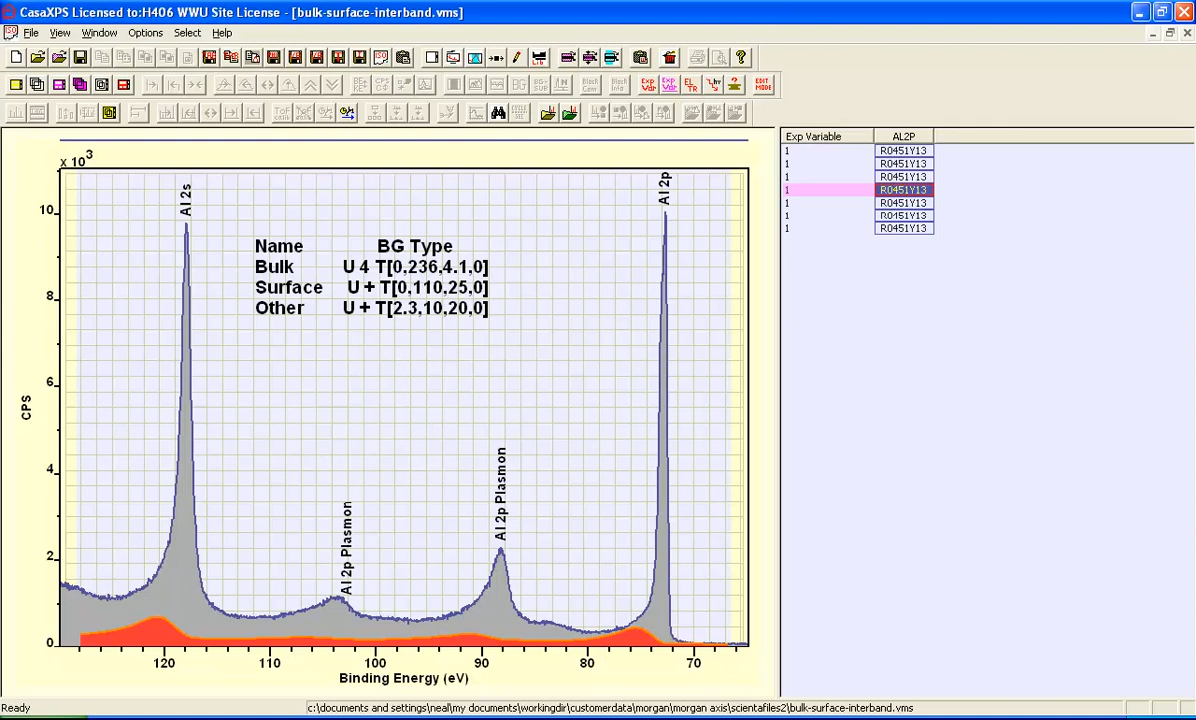 CasaXPS Licensed to:H406 WWU Site License - [bulk-surface-interband.vms]
File View Window Options Select Help
x 10³
10
8
6
4
2
0
CPS
Al 2s
Al 2p Plasmon
Al 2p Plasmon
Al 2p
Name BG Type
Bulk U 4 T[0,236,4.1,0]
Surface U + T[0,110,25,0]
Other U + T[2.3,10,20,0]
120 110 100 90 80 70
Binding Energy (eV)
Exp Variable AL2P
1 R0451Y13
1 R0451Y13
1 R0451Y13
1 R0451Y13
1 R0451Y13
1 R0451Y13
1 R0451Y13
Ready c:\documents and settings\neal\my documents\workingdir\customerdata\morgan\morgan axis\scientafiles2\bulk-surface-interband.vms